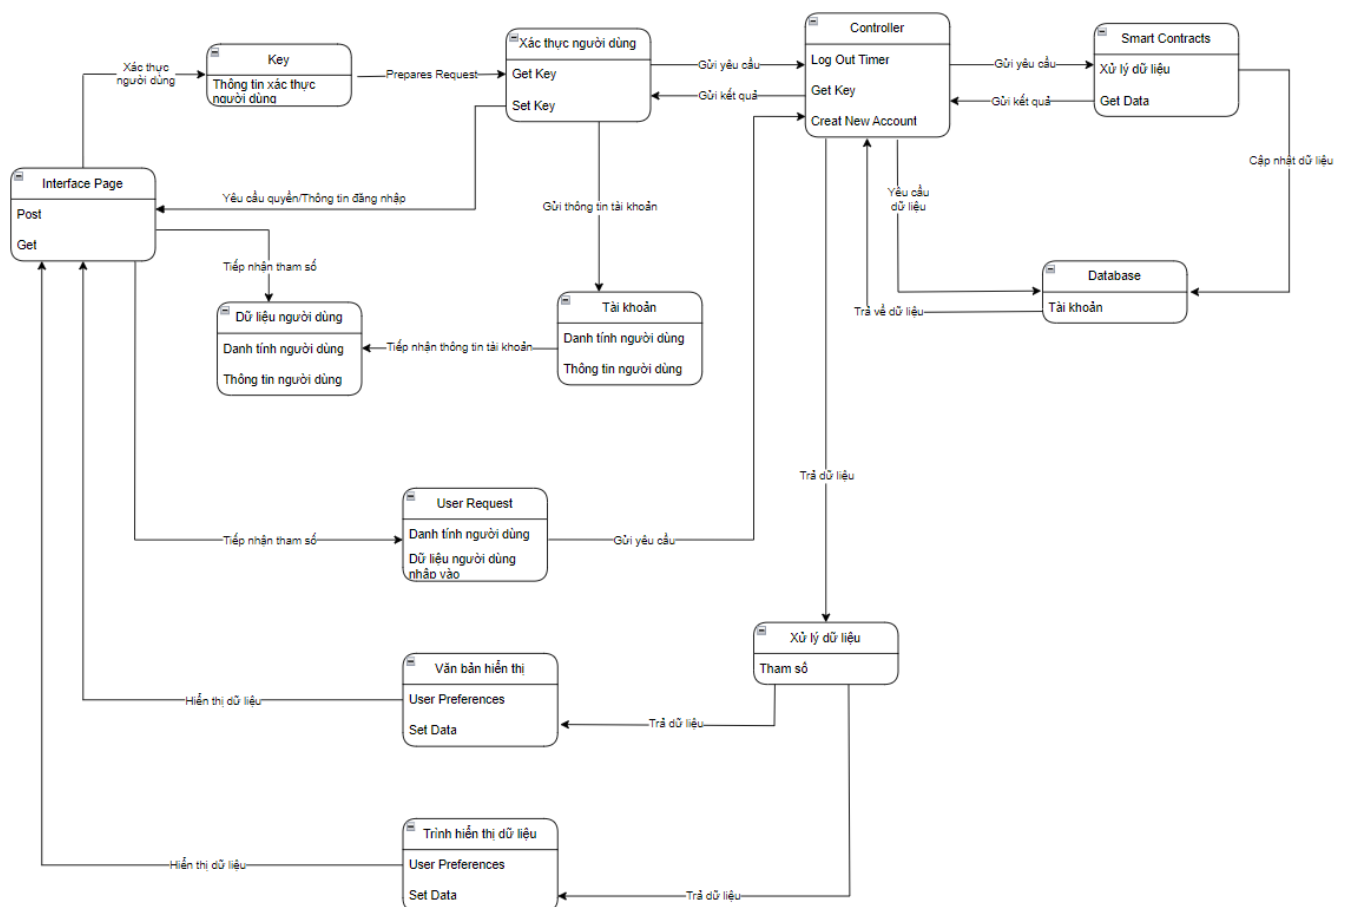 Controller
Log Out Timer
Get Key
Creat New Account
Smart Contracts
Xử lý dữ liệu
Get Data
Xác thực người dùng
Get Key
Set Key
Key
Thông tin xác thực
người dùng
Xác thực
người dùng
Prepares Request
Gửi yêu cầu
Gửi kết quả
Gửi yêu cầu
Gửi kết quả
Cập nhật dữ liệu
Interface Page
Post
Get
Yêu cầu quyền/Thông tin đăng nhập
Gửi thông tin tài khoản
Yêu cầu
dữ liệu
Tiếp nhận tham số
Database
Tài khoản
Trả về dữ liệu
Dữ liệu người dùng
Danh tính người dùng
Thông tin người dùng
Tiếp nhận thông tin tài khoản
Tài khoản
Danh tính người dùng
Thông tin người dùng
Trả dữ liệu
User Request
Danh tính người dùng
Dữ liệu người dùng
nhập vào
Tiếp nhận tham số
Gửi yêu cầu
Xử lý dữ liệu
Tham số
Văn bản hiển thị
User Preferences
Set Data
Hiển thị dữ liệu
Trả dữ liệu
Trình hiển thị dữ liệu
User Preferences
Set Data
Hiển thị dữ liệu
Trả dữ liệu